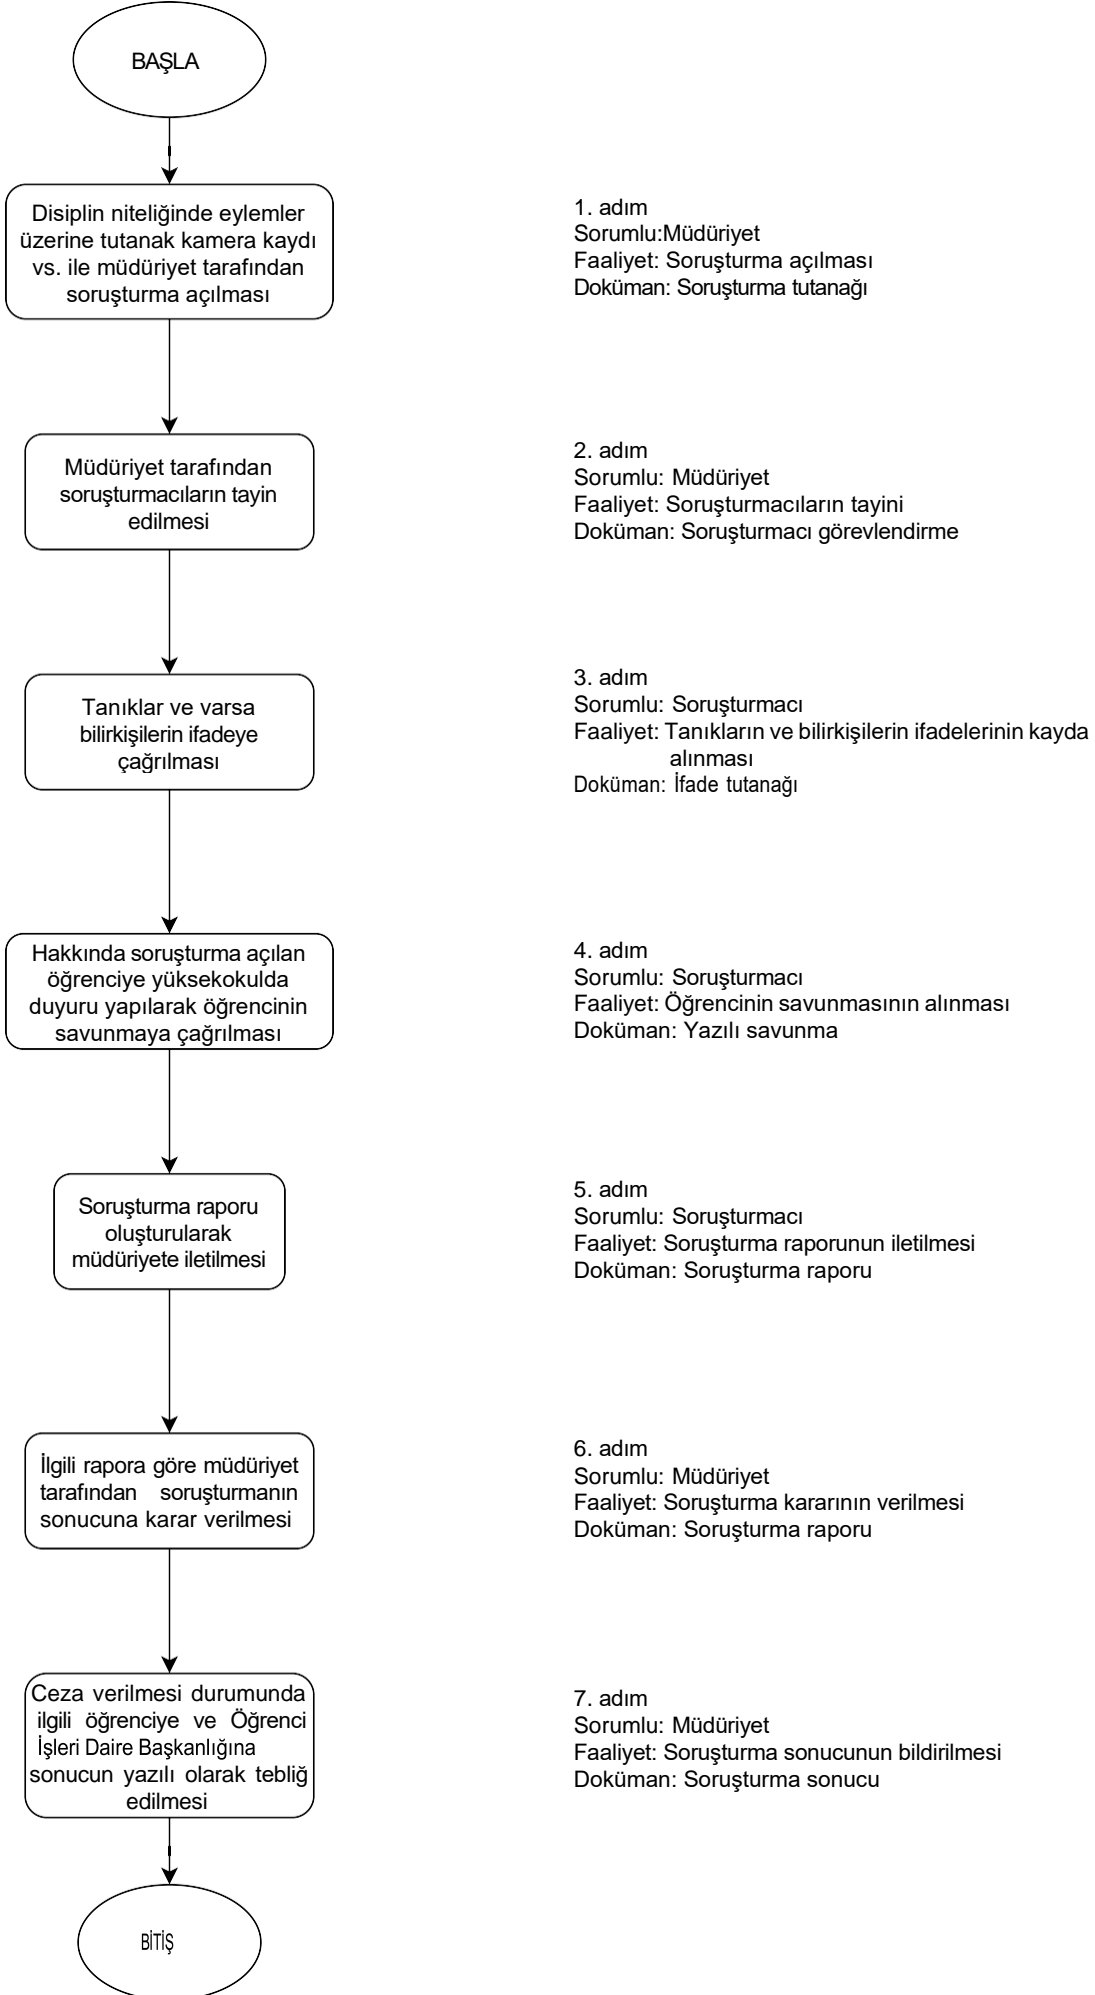 BAŞLA
Disiplin niteliğinde eylemler
üzerine tutanak kamera kaydı
vs. ile müdüriyet tarafından
soruşturma açılması
1. adım
Sorumlu:Müdüriyet
Faaliyet: Soruşturma açılması
Doküman: Soruşturma tutanağı
Müdüriyet tarafından
soruşturmacıların tayin
edilmesi
2. adım
Sorumlu: Müdüriyet
Faaliyet: Soruşturmacıların tayini
Doküman: Soruşturmacı görevlendirme
Tanıklar ve varsa
bilirkişilerin ifadeye
çağrılması
3. adım
Sorumlu: Soruşturmacı
Faaliyet: Tanıkların ve bilirkişilerin ifadelerinin kayda
alınması
Doküman: İfade tutanağı
Hakkında soruşturma açılan
öğrenciye yüksekokulda
duyuru yapılarak öğrencinin
savunmaya çağrılması
4. adım
Sorumlu: Soruşturmacı
Faaliyet: Öğrencinin savunmasının alınması
Doküman: Yazılı savunma
Soruşturma raporu
oluşturularak
müdüriyete iletilmesi
5. adım
Sorumlu: Soruşturmacı
Faaliyet: Soruşturma raporunun iletilmesi
Doküman: Soruşturma raporu
İlgili rapora göre müdüriyet
tarafından soruşturmanın
sonucuna karar verilmesi
6. adım
Sorumlu: Müdüriyet
Faaliyet: Soruşturma kararının verilmesi
Doküman: Soruşturma raporu
Ceza verilmesi durumunda
ilgili öğrenciye ve Öğrenci
İşleri Daire Başkanlığına
sonucun yazılı olarak tebliğ
edilmesi
7. adım
Sorumlu: Müdüriyet
Faaliyet: Soruşturma sonucunun bildirilmesi
Doküman: Soruşturma sonucu
BİTİŞ